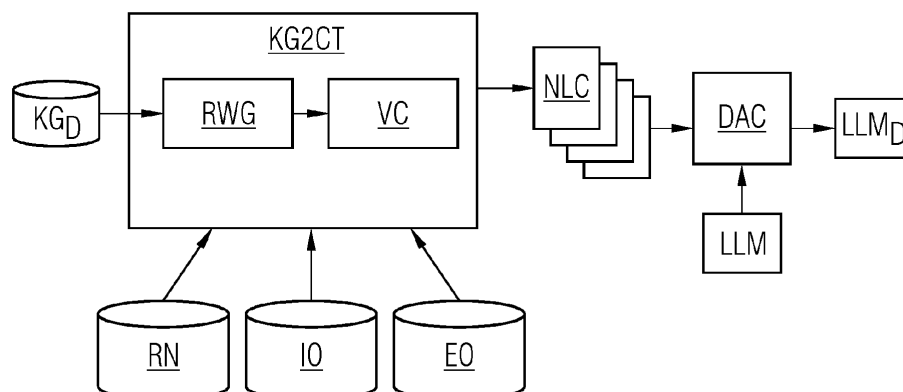 KG2CT
KGD
RWG
VC
NLC
DAC
LLMD
LLM
RN
IO
EO